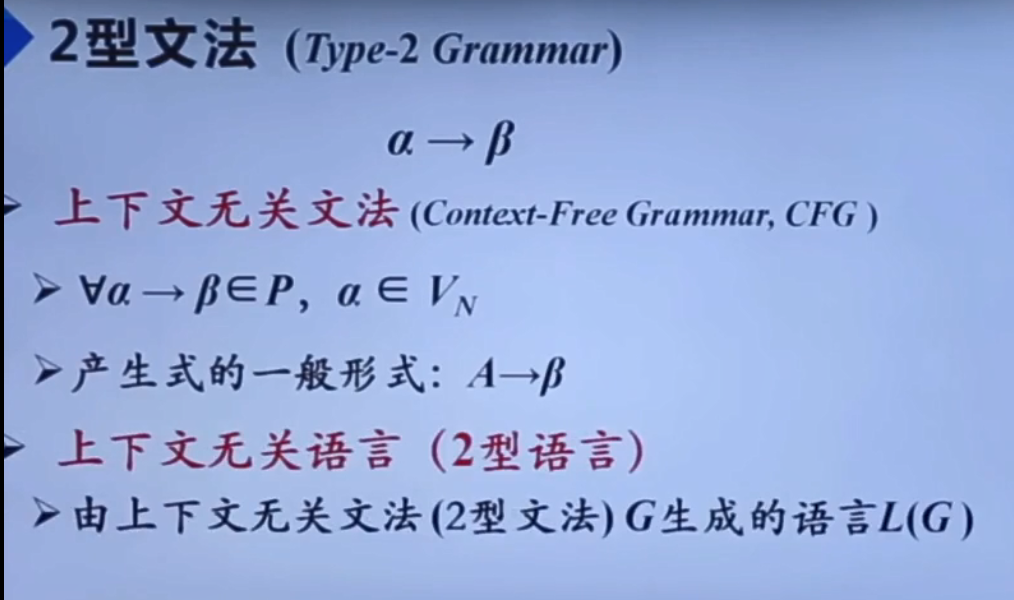 2型文法 (Type-2 Grammar)
α → β
上下文无关文法 (Context-Free Grammar, CFG )
∀α → β∈P, α ∈ V_N
产生式的一般形式: A→β
上下文无关语言 (2型语言)
由上下文无关文法 (2型文法) G生成的语言L(G )